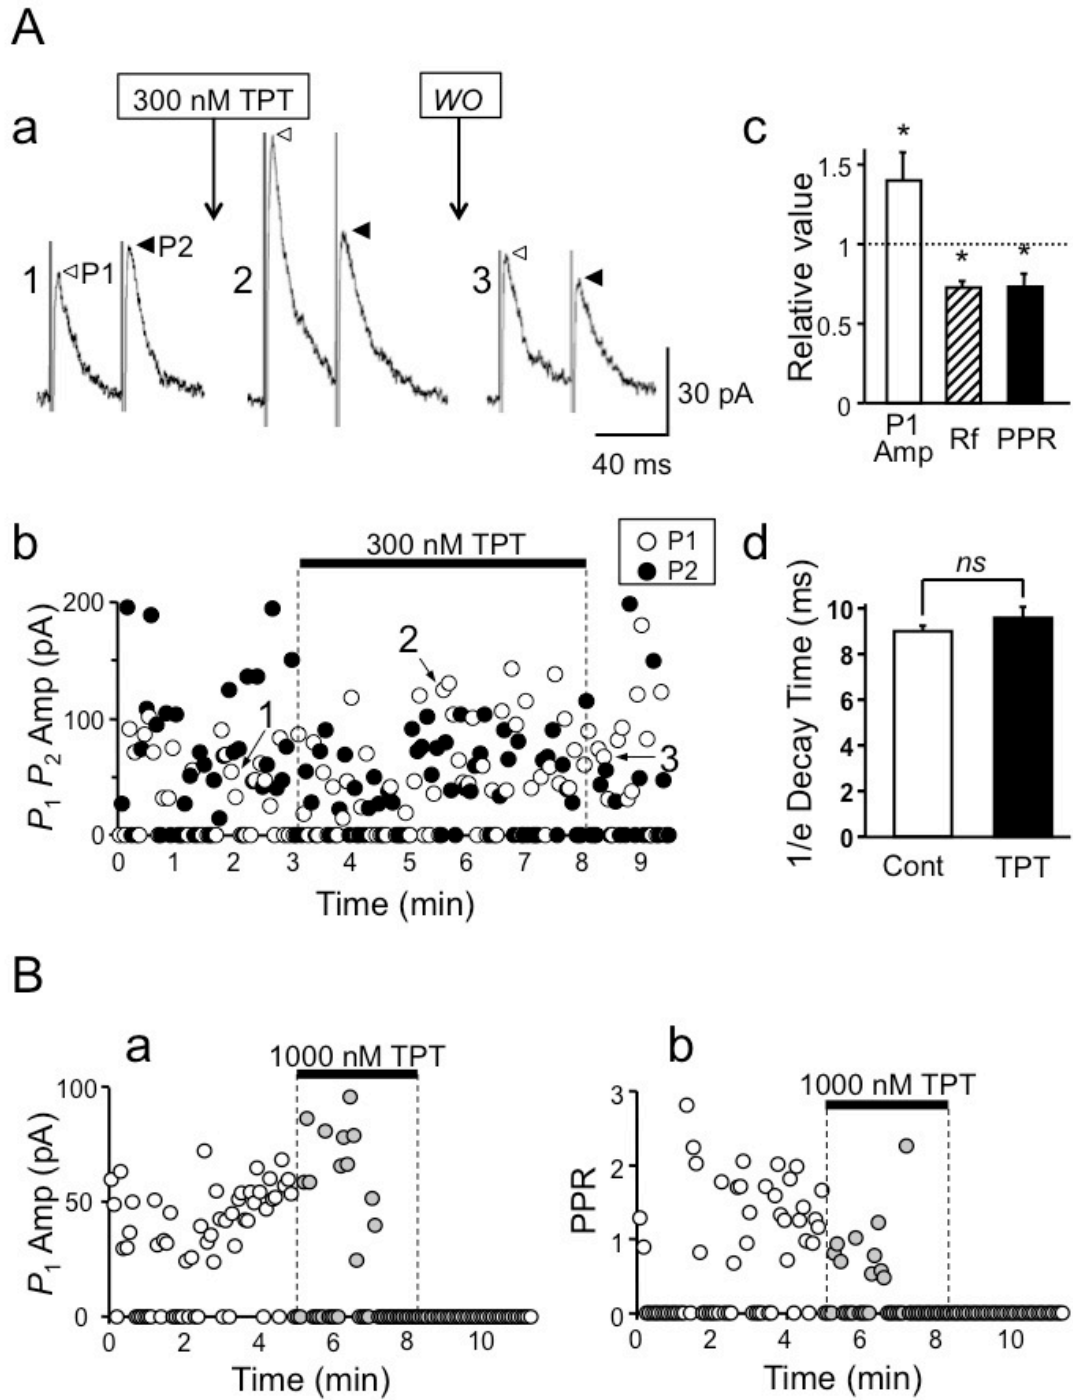 A
300 nM TPT
WO
a
c
1
P1
P2
2
3
30 pA
40 ms
Relative value
1.5
1
0.5
0
*
*
*
P1
Amp
Rf
PPR
b
300 nM TPT
P1
P2
P1 P2 Amp (pA)
200
100
0
1
2
3
0 1 2 3 4 5 6 7 8 9
Time (min)
d
ns
1/e Decay Time (ms)
10
8
6
4
2
0
Cont
TPT
B
a
1000 nM TPT
P1 Amp (pA)
100
50
0
0 2 4 6 8 10
Time (min)
b
1000 nM TPT
PPR
3
2
1
0
0 2 4 6 8 10
Time (min)